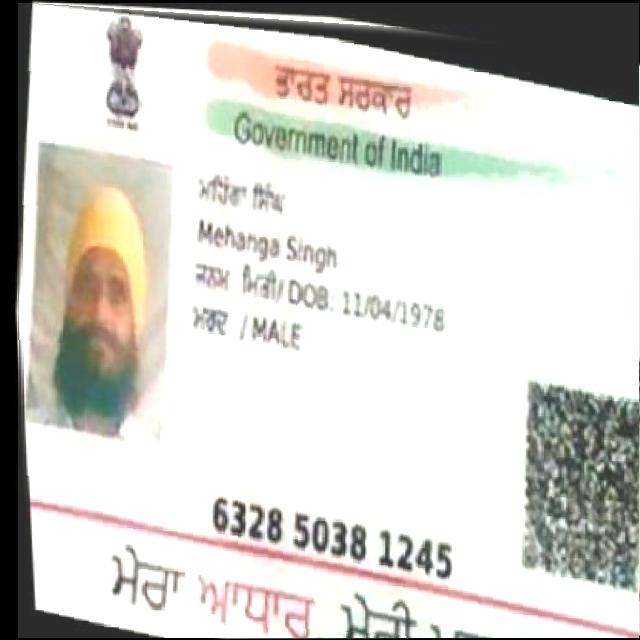 ਭਾਰਤ ਸਰਕਾਰ
Government of India
ਮਹਿੰਗਾ ਸਿੰਘ
Mehanga Singh
ਜਨਮ ਮਿਤੀ/ DOB: 11/04/1978
ਮਰਦ / MALE
6328 5038 1245
ਮੇਰਾ ਆਧਾਰ